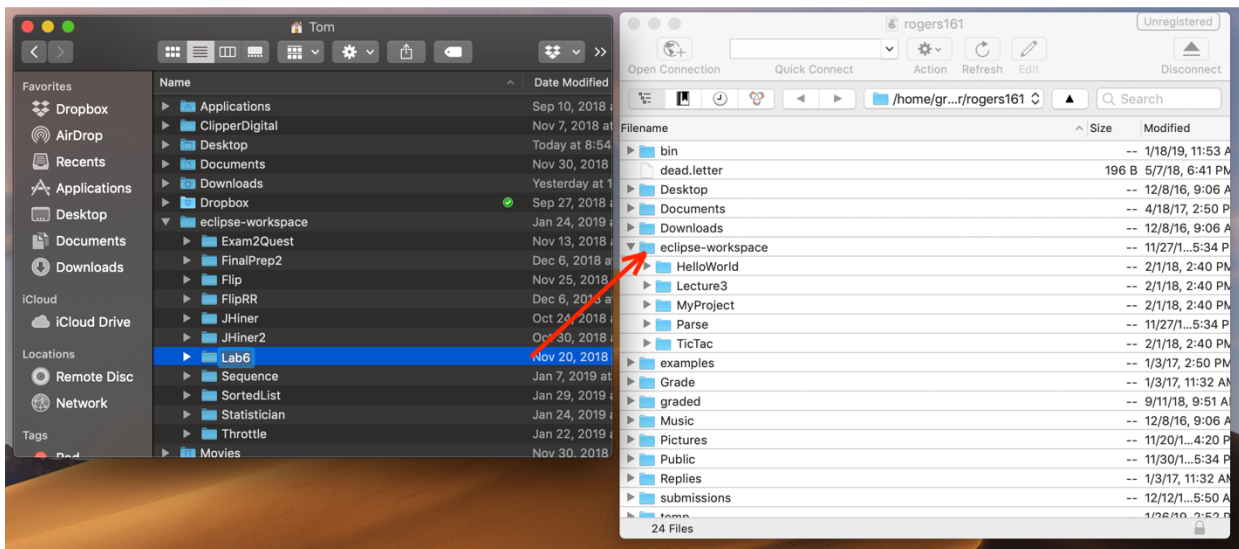 Tom
Favorites
Dropbox
AirDrop
Recents
Applications
Desktop
Documents
Downloads
iCloud
iCloud Drive
Locations
Remote Disc
Network
Tags
Name Date Modified
Applications Sep 10, 2018
ClipperDigital Nov 7, 2018 at
Desktop Today at 8:54
Documents Nov 30, 2018
Downloads Yesterday at 1
Dropbox Sep 27, 2018
eclipse-workspace Jan 24, 2019
Exam2Quest Nov 13, 2018
FinalPrep2 Dec 6, 2018 a
Flip Nov 25, 2018
FlipRR Dec 6, 2018 a
JHiner Oct 24, 2018
JHiner2 Oct 30, 2018
Lab6 Nov 20, 2018
Sequence Jan 7, 2019 at
SortedList Jan 29, 2019
Statistician Jan 24, 2019
Throttle Jan 22, 2019
Movies Nov 30, 2018
rogers161 Unregistered
Open Connection Quick Connect Action Refresh Edit Disconnect
/home/gr...r/rogers161 Search
Filename Size Modified
bin -- 1/18/19, 11:53 A
dead.letter 196 B 5/7/18, 6:41 PM
Desktop -- 12/8/16, 9:06 A
Documents -- 4/18/17, 2:50 P
Downloads -- 12/8/16, 9:06 A
eclipse-workspace -- 11/27/1...5:34 P
HelloWorld -- 2/1/18, 2:40 PM
Lecture3 -- 2/1/18, 2:40 PM
MyProject -- 2/1/18, 2:40 PM
Parse -- 11/27/1...5:34 P
TicTac -- 2/1/18, 2:40 PM
examples -- 1/3/17, 2:50 PM
Grade -- 1/3/17, 11:32 AM
graded -- 9/11/18, 9:51 A
Music -- 12/8/16, 9:06 A
Pictures -- 11/20/1...4:20 P
Public -- 11/30/1...5:34 P
Replies -- 1/3/17, 11:32 AM
submissions -- 12/12/1...5:50 A
temp 1/26/19, 2:52 P
24 Files